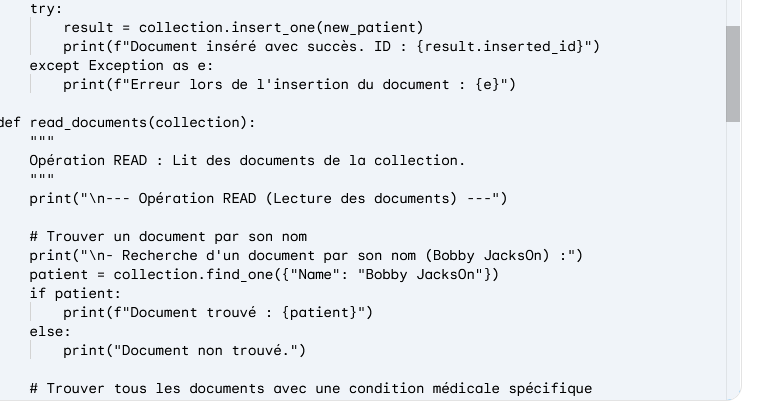 try:
result = collection.insert_one(new_patient)
print(f"Document inséré avec succès. ID : {result.inserted_id}")
except Exception as e:
print(f"Erreur lors de l'insertion du document : {e}")
def read_documents(collection):
"""
Opération READ : Lit des documents de la collection.
"""
print("\n--- Opération READ (Lecture des documents) ---")
# Trouver un document par son nom
print("\n- Recherche d'un document par son nom (Bobby JacksOn) :")
patient = collection.find_one({"Name": "Bobby JacksOn"})
if patient:
print(f"Document trouvé : {patient}")
else:
print("Document non trouvé.")
# Trouver tous les documents avec une condition médicale spécifique